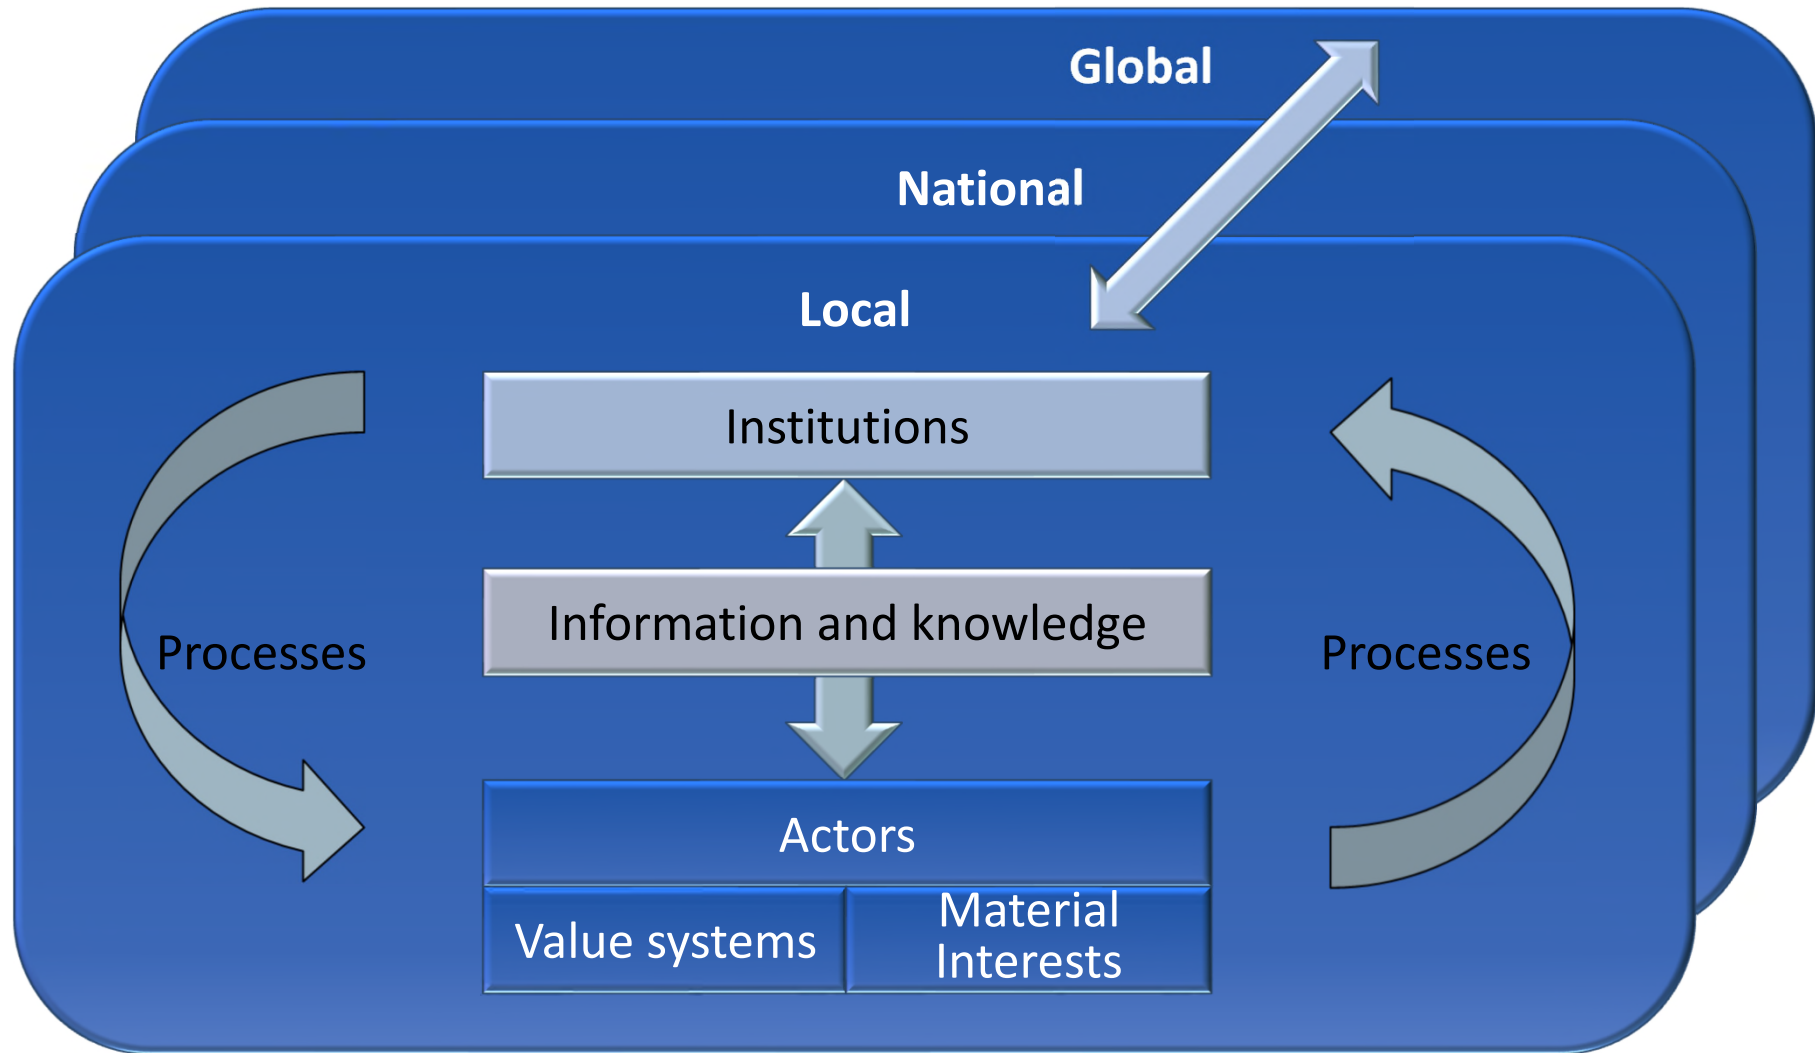 Global
National
Local
Institutions
Information and knowledge
Processes
Processes
Actors
Value systems
Material
Interests